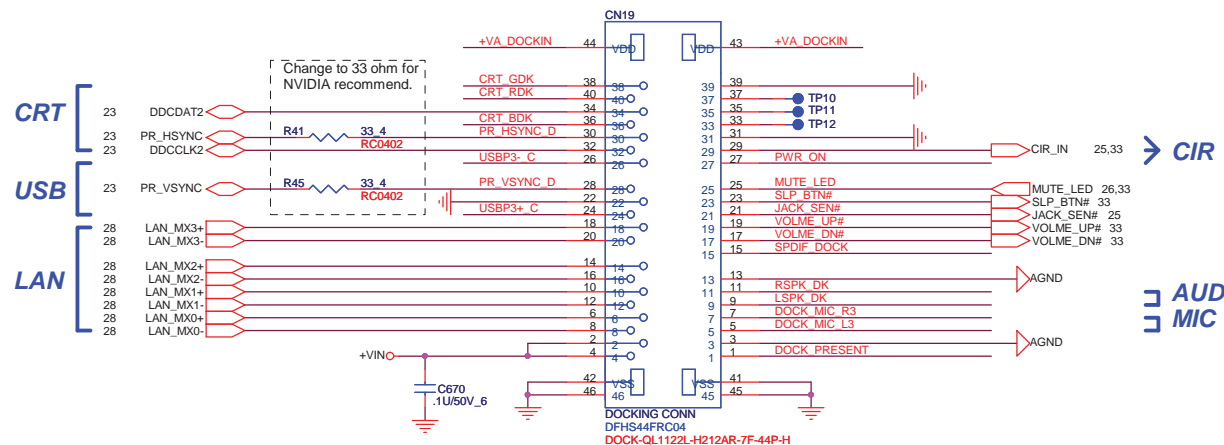 CN19
+VA_DOCKIN 44 VDD VDD 43 +VA_DOCKIN
Change to 33 ohm for
NVIDIA recommend.
CRT_GDK 38 38 39 39
CRT_RDK 40 40 37 37 TP10
CRT 23 DDCDAT2 34 34 35 35 TP11
CRT_BDK 36 36 33 33 TP12
23 PR_HSYNC R41 33_4 RC0402 PR_HSYNC_D 30 30 31 31
23 DDCCLK2 32 32 29 29 CIR_IN 25,33 CIR
USBP3-_C 26 26 27 27 PWR_ON
USB 23 PR_VSYNC R45 33_4 RC0402 PR_VSYNC_D 28 28 25 25 MUTE_LED MUTE_LED 26,33
22 22 23 23 SLP_BTN# SLP_BTN# 33
USBP3+_C 24 24 21 21 JACK_SEN# JACK_SEN# 25
28 LAN_MX3+ 18 18 19 19 VOLME_UP# VOLME_UP# 33
28 LAN_MX3- 20 20 17 17 VOLME_DN# VOLME_DN# 33
15 15 SPDIF_DOCK
LAN 28 LAN_MX2+ 14 14 13 13 AGND
28 LAN_MX2- 16 16 11 11 RSPK_DK
28 LAN_MX1+ 10 10 9 9 LSPK_DK AUD
28 LAN_MX1- 12 12 7 7 DOCK_MIC_R3
28 LAN_MX0+ 6 6 5 5 DOCK_MIC_L3 MIC
28 LAN_MX0- 8 8
2 2 3 3 AGND
+VIN 4 4 1 1 DOCK_PRESENT
42 VSS VSS 41
46 46 45 45
C670
.1U/50V_6
DOCKING CONN
DFHS44FRC04
DOCK-QL1122L-H212AR-7F-44P-H